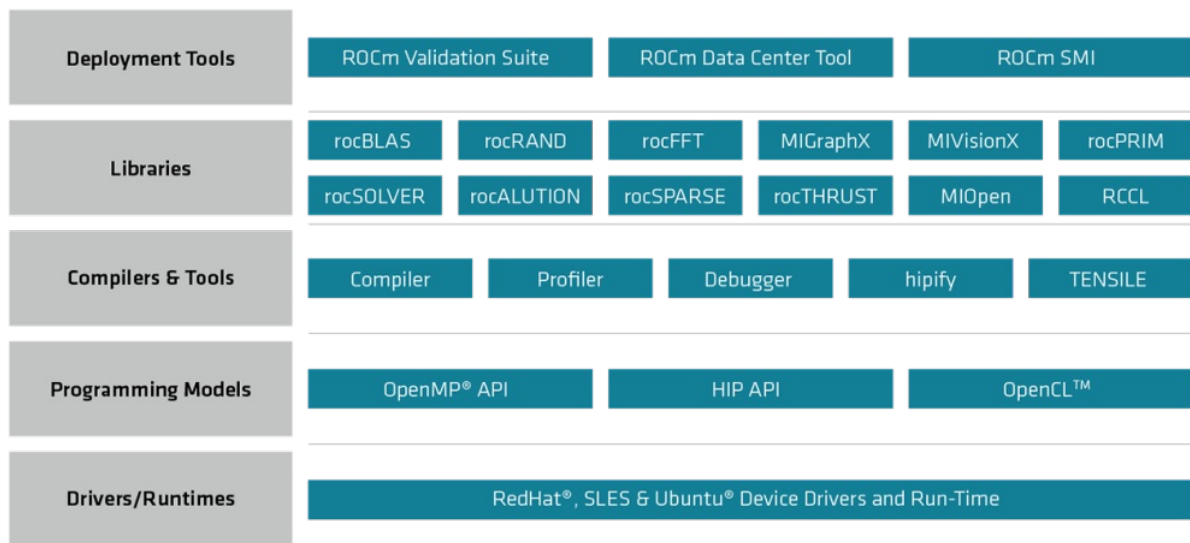 Deployment Tools
ROCm Validation Suite
ROCm Data Center Tool
ROCm SMI
Libraries
rocBLAS
rocRAND
rocFFT
MIGraphX
MIVisionX
rocPRIM
rocSOLVER
rocALUTION
rocSPARSE
rocTHRUST
MIOpen
RCCL
Compilers & Tools
Compiler
Profiler
Debugger
hipify
TENSILE
Programming Models
OpenMP® API
HIP API
OpenCL™
Drivers/Runtimes
RedHat®, SLES & Ubuntu® Device Drivers and Run-Time